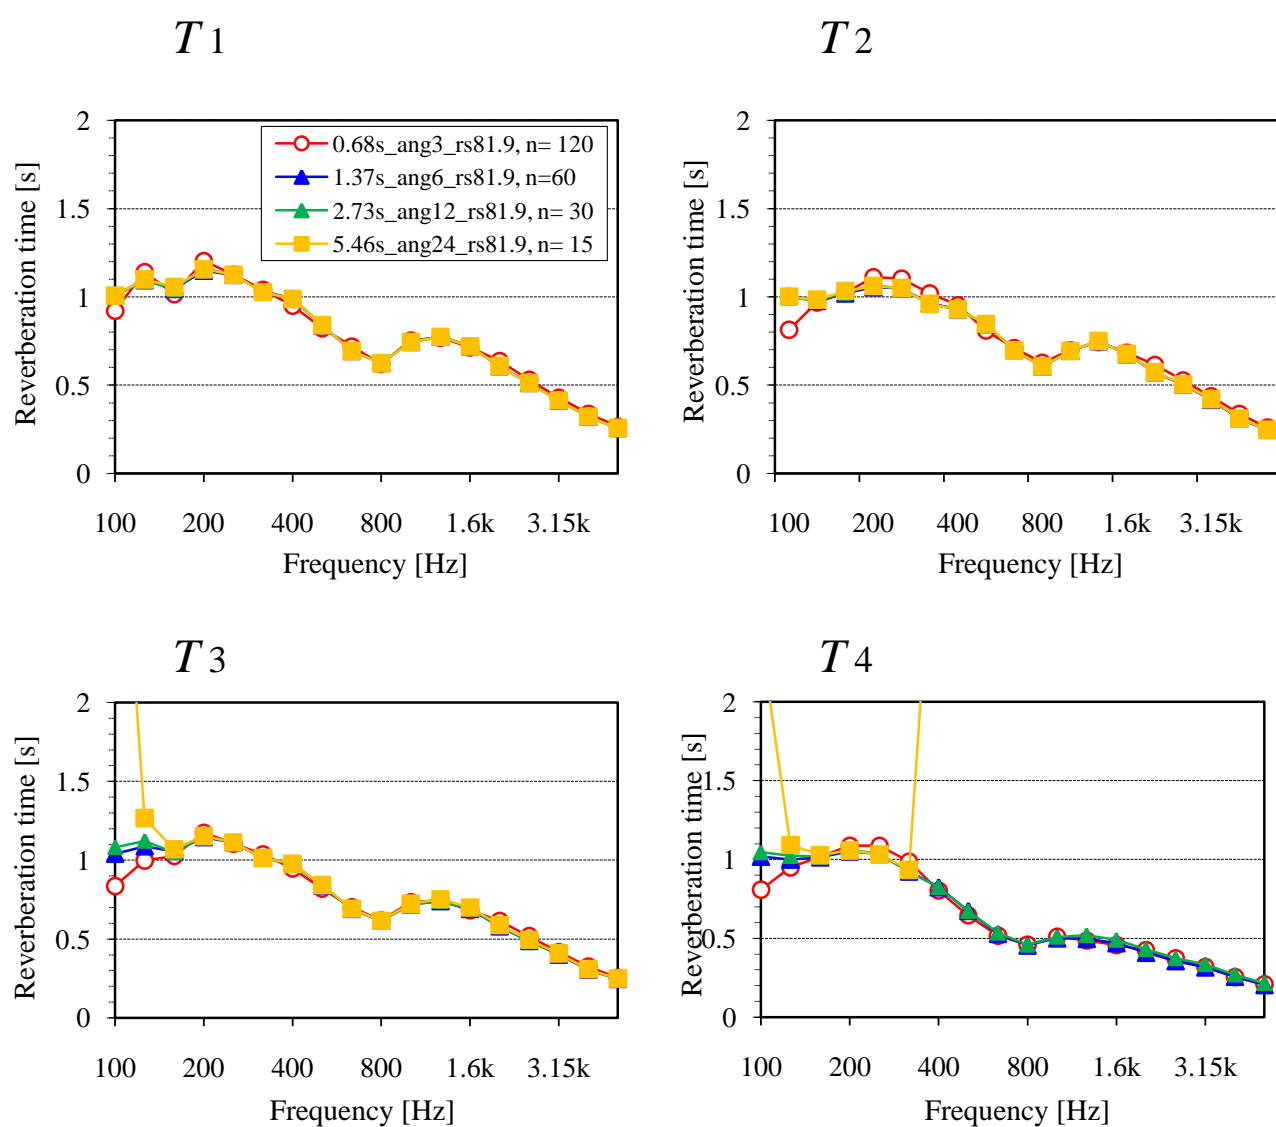 T 1
2
1.5
1
0.5
0
Reverberation time [s]
0.68s_ang3_rs81.9, n= 120
1.37s_ang6_rs81.9, n=60
2.73s_ang12_rs81.9, n= 30
5.46s_ang24_rs81.9, n= 15
100 200 400 800 1.6k 3.15k
Frequency [Hz]
T 2
2
1.5
1
0.5
0
Reverberation time [s]
100 200 400 800 1.6k 3.15k
Frequency [Hz]
T 3
2
1.5
1
0.5
0
Reverberation time [s]
100 200 400 800 1.6k 3.15k
Frequency [Hz]
T 4
2
1.5
1
0.5
0
Reverberation time [s]
100 200 400 800 1.6k 3.15k
Frequency [Hz]